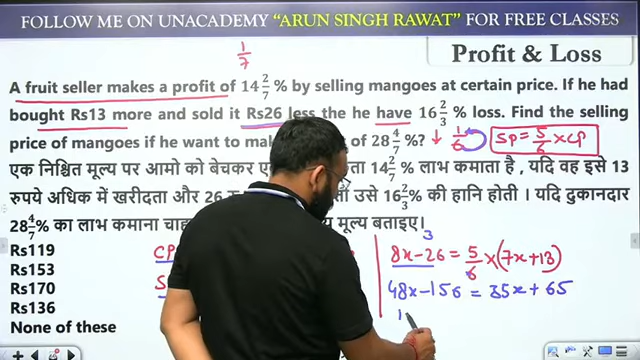 FOLLOW ME ON UNACADEMY “ARUN SINGH RAWAT” FOR FREE CLASSES
Profit & Loss
1/7
A fruit seller makes a profit of 14 2/7 % by selling mangoes at certain price. If he had
bought Rs13 more and sold it Rs26 less the he have 16 2/3 % loss. Find the selling
price of mangoes if he want to of 28 4/7 %?
↓ 1/6
SP = 5/6 × CP
एक निश्चित मूल्य पर आमो को बेचकर 14 2/7 % लाभ कमाता है , यदि वह इसे 13
रुपये अधिक में खरीदता और 26 उसे 16 2/3 % की हानि होती । यदि दुकानदार
28 4/7 % का लाभ कमाना मूल्य बताइए।
Rs119
Rs153
Rs170
Rs136
None of these
CP
S
3
8x - 26 = 5/6 × (7x + 13)
48x - 156 = 35x + 65
1